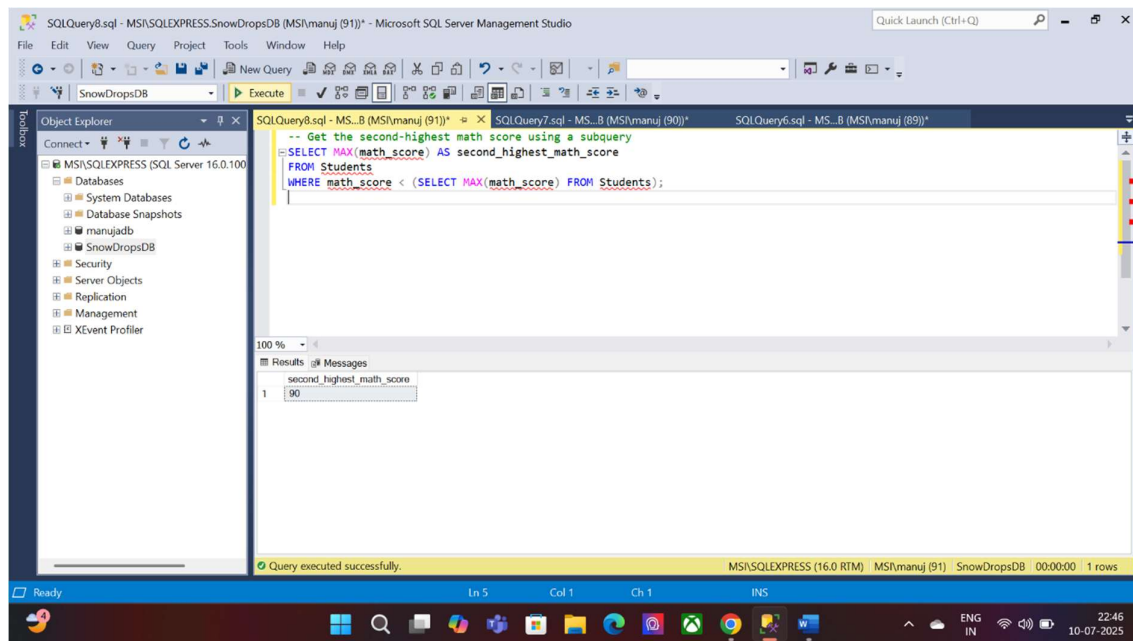 SQLQuery8.sql - MSI\SQLEXPRESS.SnowDropsDB (MSI\manuj (91))* - Microsoft SQL Server Management Studio
Quick Launch (Ctrl+Q)
File Edit View Query Project Tools Window Help
New Query MDX DMX XMLA DAX
SnowDropsDB Execute
Toolbox
Object Explorer
Connect
MSI\SQLEXPRESS (SQL Server 16.0.100
Databases
System Databases
Database Snapshots
manujadb
SnowDropsDB
Security
Server Objects
Replication
Management
XEvent Profiler
SQLQuery8.sql - MS...B (MSI\manuj (91))* SQLQuery7.sql - MS...B (MSI\manuj (90))* SQLQuery6.sql - MS...B (MSI\manuj (89))*
-- Get the second-highest math score using a subquery
SELECT MAX(math_score) AS second_highest_math_score
FROM Students
WHERE math_score < (SELECT MAX(math_score) FROM Students);
100 %
Results Messages
second_highest_math_score
1 90
Query executed successfully. MSI\SQLEXPRESS (16.0 RTM) MSI\manuj (91) SnowDropsDB 00:00:00 1 rows
Ready Ln 5 Col 1 Ch 1 INS
4
ENG
IN
22:46
10-07-2025